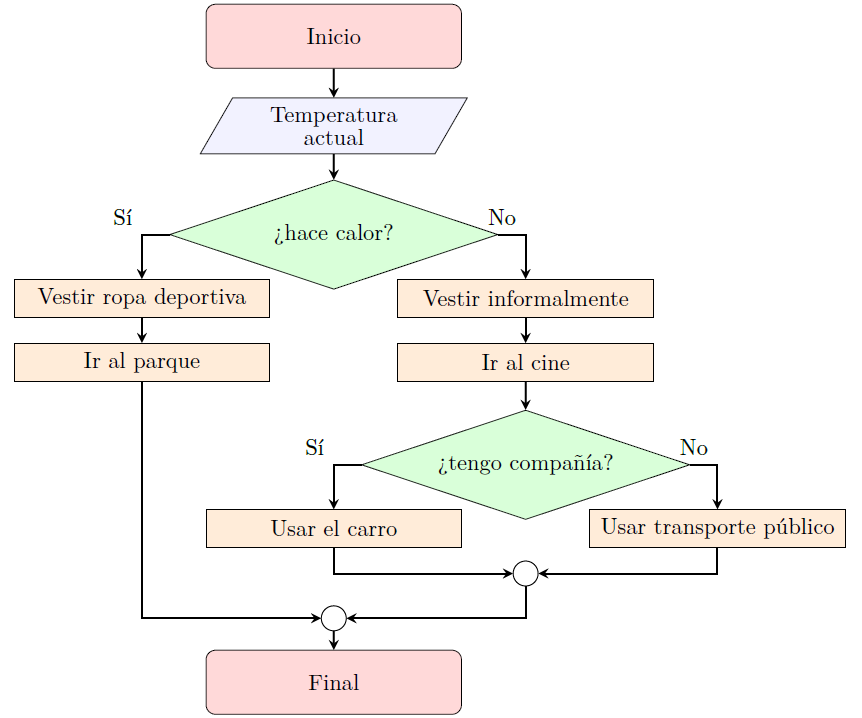 Inicio
Temperatura
actual
¿hace calor?
Sí
No
Vestir ropa deportiva
Vestir informalmente
Ir al parque
Ir al cine
¿tengo compañía?
Sí
No
Usar el carro
Usar transporte público
Final